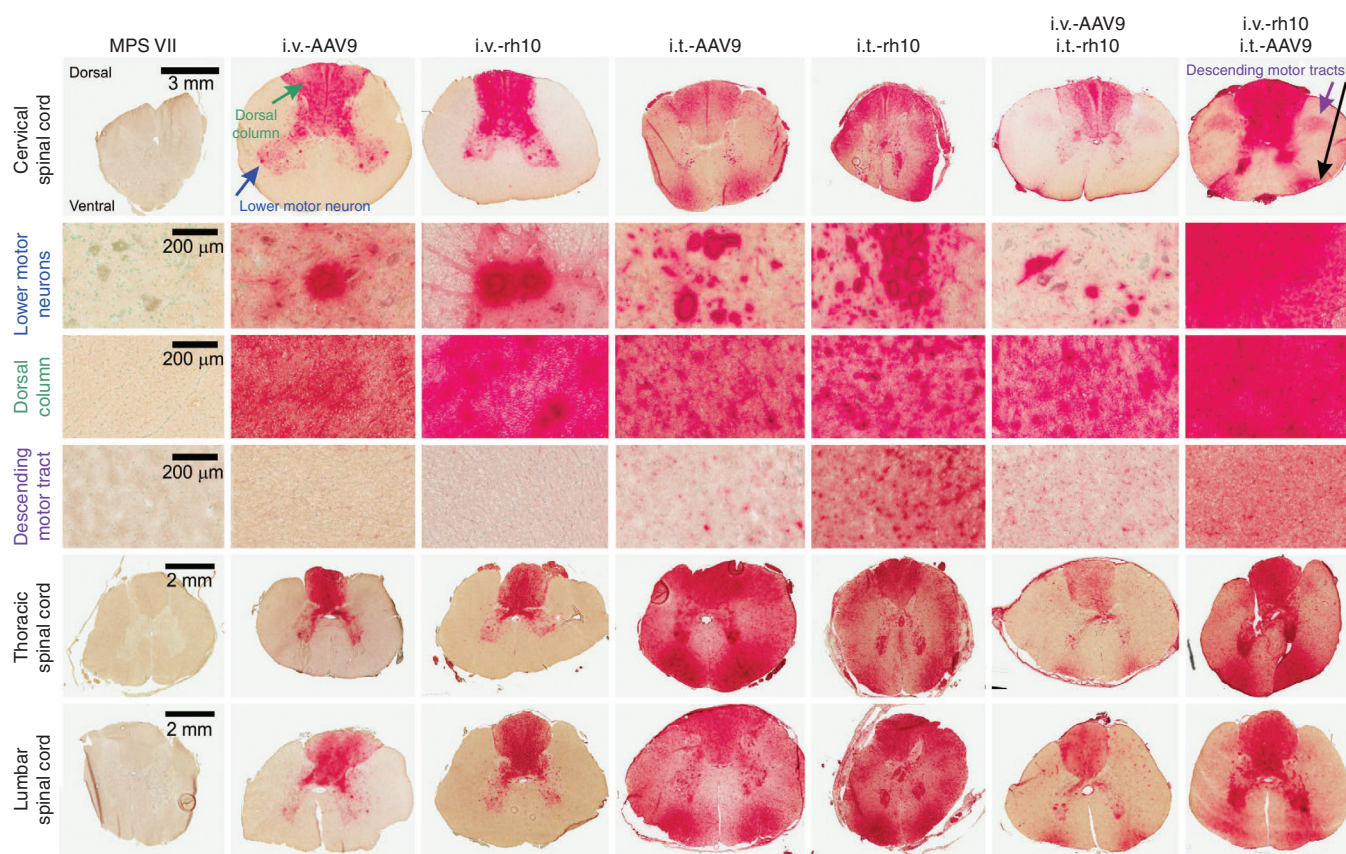 MPS VII
i.v.-AAV9
i.v.-rh10
i.t.-AAV9
i.t.-rh10
i.v.-AAV9
i.t.-rh10
i.v.-rh10
i.t.-AAV9
Cervical
spinal cord
Dorsal
3 mm
Ventral
Dorsal
column
Lower motor neuron
Descending motor tracts
Lower motor
neurons
200 μm
Dorsal
column
200 μm
Descending
motor tract
200 μm
Thoracic
spinal cord
2 mm
Lumbar
spinal cord
2 mm